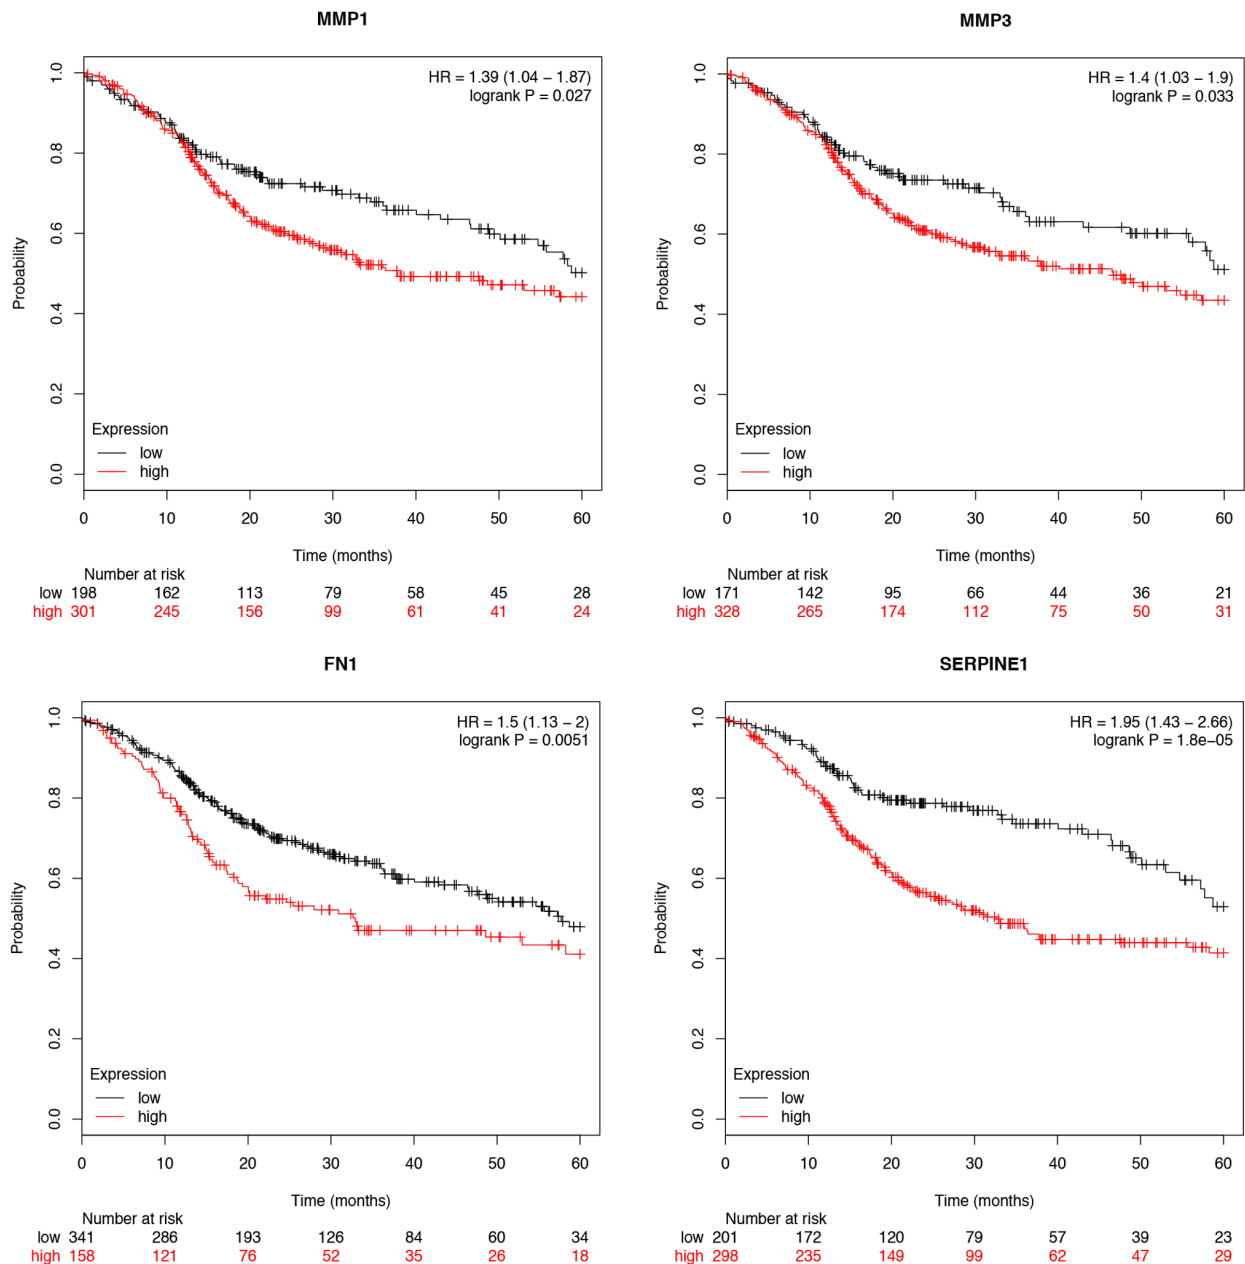 MMP1
HR = 1.39 (1.04 − 1.87)
logrank P = 0.027
Probability
1.0
0.8
0.6
0.4
0.2
0.0
Expression
low
high
0 10 20 30 40 50 60
Time (months)
Number at risk
low 198 162 113 79 58 45 28
high 301 245 156 99 61 41 24
MMP3
HR = 1.4 (1.03 − 1.9)
logrank P = 0.033
Probability
1.0
0.8
0.6
0.4
0.2
0.0
Expression
low
high
0 10 20 30 40 50 60
Time (months)
Number at risk
low 171 142 95 66 44 36 21
high 328 265 174 112 75 50 31
FN1
HR = 1.5 (1.13 − 2)
logrank P = 0.0051
Probability
1.0
0.8
0.6
0.4
0.2
0.0
Expression
low
high
0 10 20 30 40 50 60
Time (months)
Number at risk
low 341 286 193 126 84 60 34
high 158 121 76 52 35 26 18
SERPINE1
HR = 1.95 (1.43 − 2.66)
logrank P = 1.8e−05
Probability
1.0
0.8
0.6
0.4
0.2
0.0
Expression
low
high
0 10 20 30 40 50 60
Time (months)
Number at risk
low 201 172 120 79 57 39 23
high 298 235 149 99 62 47 29